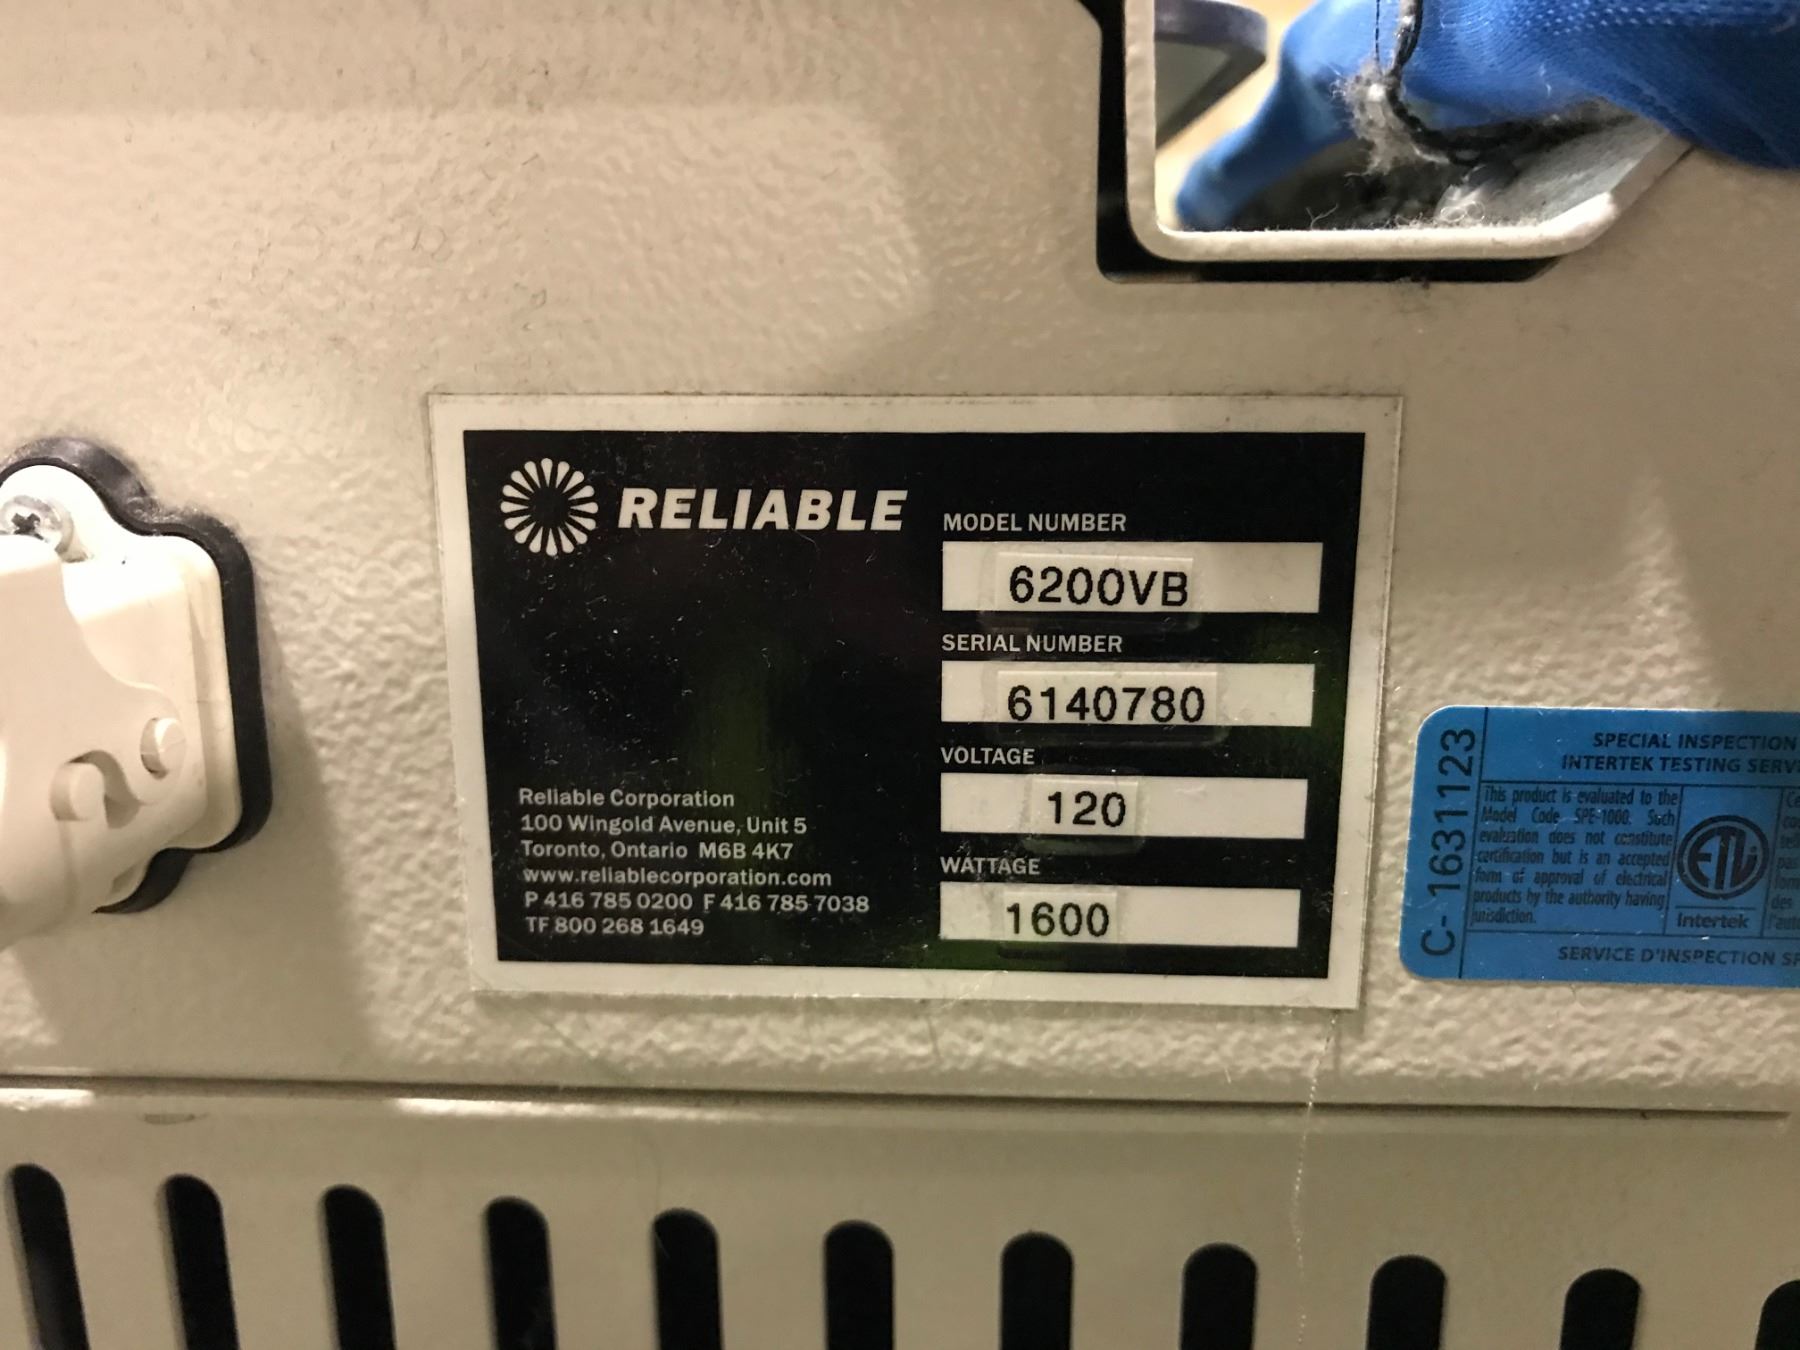 RELIABLE
MODEL NUMBER
6200VB
SERIAL NUMBER
6140780
VOLTAGE
120
WATTAGE
1600
Reliable Corporation
100 Wingold Avenue, Unit 5
Toronto, Ontario M6B 4K7
www.reliablecorporation.com
P 416 785 0200 F 416 785 7038
TF 800 268 1649
C- 1631123
SPECIAL INSPECTION
INTERTEK TESTING
This product is evaluated to the
Model Code SPE-1000. Such
evaluation does not constitute
certification but is an accepted
form of approval of electrical
products by the authority having
jurisdiction.
ETL
Intertek
SERVICE D'INSPECTION